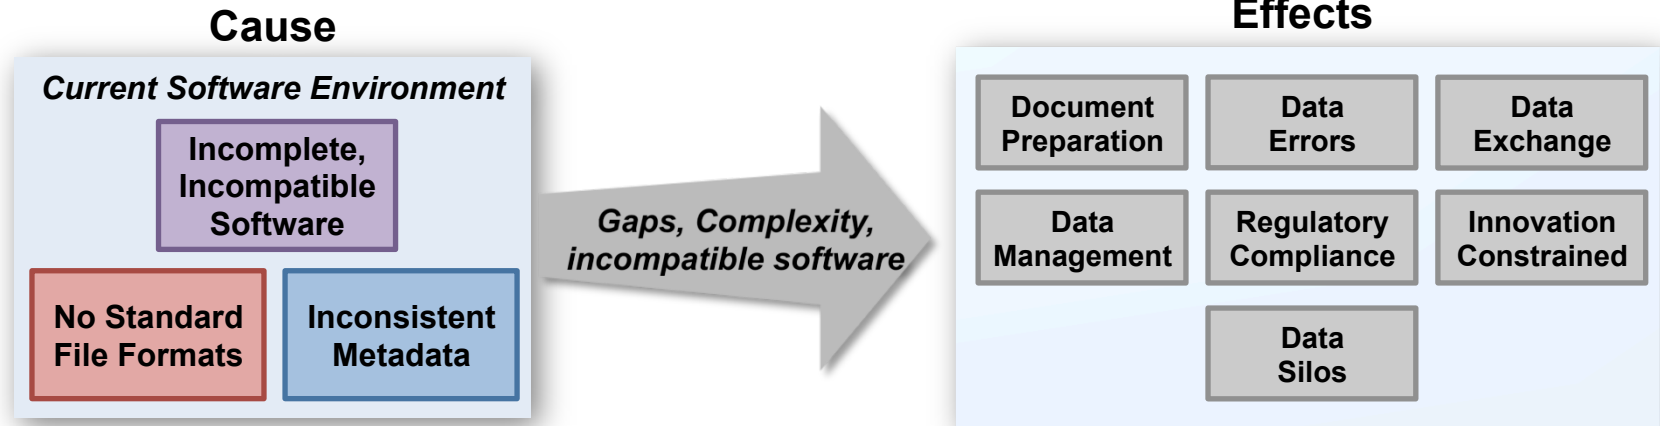 Cause
Current Software Environment
Incomplete,
Incompatible
Software
No Standard
File Formats
Inconsistent
Metadata
Gaps, Complexity,
incompatible software
Effects
Document
Preparation
Data
Errors
Data
Exchange
Data
Management
Regulatory
Compliance
Innovation
Constrained
Data
Silos